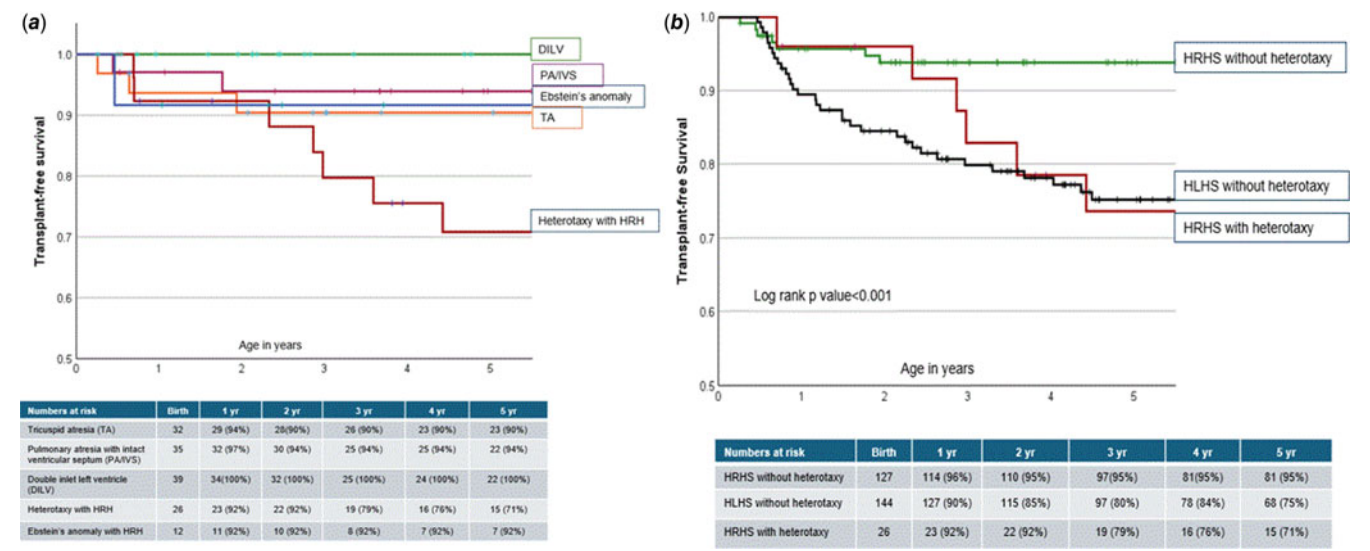 (a)
Transplant-free survival
1.0
0.9
0.8
0.7
0.6
0.5
DILV
PA/IVS
Ebstein's anomaly
TA
Heterotaxy with HRH
Age in years
0 1 2 3 4 5
Numbers at risk Birth 1 yr 2 yr 3 yr 4 yr 5 yr
Tricuspid atresia (TA) 32 29 (94%) 28(90%) 26 (90%) 23 (90%) 23 (90%)
Pulmonary atresia with intact
ventricular septum (PA/IVS) 35 32 (97%) 30 (94%) 25 (94%) 25 (94%) 22 (94%)
Double inlet left ventricle
(DILV) 39 34(100%) 32 (100%) 25 (100%) 24 (100%) 22 (100%)
Heterotaxy with HRH 26 23 (92%) 22 (92%) 19 (79%) 16 (76%) 15 (71%)
Ebstein's anomaly with HRH 12 11 (92%) 10 (92%) 8 (92%) 7 (92%) 7 (92%)
(b)
Transplant-free Survival
1.0
0.9
0.8
0.7
0.6
0.5
HRHS without heterotaxy
HLHS without heterotaxy
HRHS with heterotaxy
Log rank p value<0.001
Age in years
0 1 2 3 4 5
Numbers at risk Birth 1 yr 2 yr 3 yr 4 yr 5 yr
HRHS without heterotaxy 127 114 (96%) 110 (95%) 97(95%) 81(95%) 81 (95%)
HLHS without heterotaxy 144 127 (90%) 115 (85%) 97 (80%) 78 (84%) 68 (75%)
HRHS with heterotaxy 26 23 (92%) 22 (92%) 19 (79%) 16 (76%) 15 (71%)